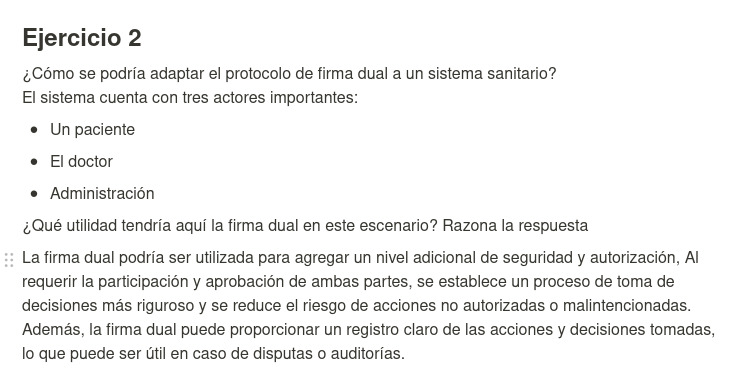 Ejercicio 2
¿Cómo se podría adaptar el protocolo de firma dual a un sistema sanitario?
El sistema cuenta con tres actores importantes:
• Un paciente
• El doctor
• Administración
¿Qué utilidad tendría aquí la firma dual en este escenario? Razona la respuesta
La firma dual podría ser utilizada para agregar un nivel adicional de seguridad y autorización, Al
requerir la participación y aprobación de ambas partes, se establece un proceso de toma de
decisiones más riguroso y se reduce el riesgo de acciones no autorizadas o malintencionadas.
Además, la firma dual puede proporcionar un registro claro de las acciones y decisiones tomadas,
lo que puede ser útil en caso de disputas o auditorías.